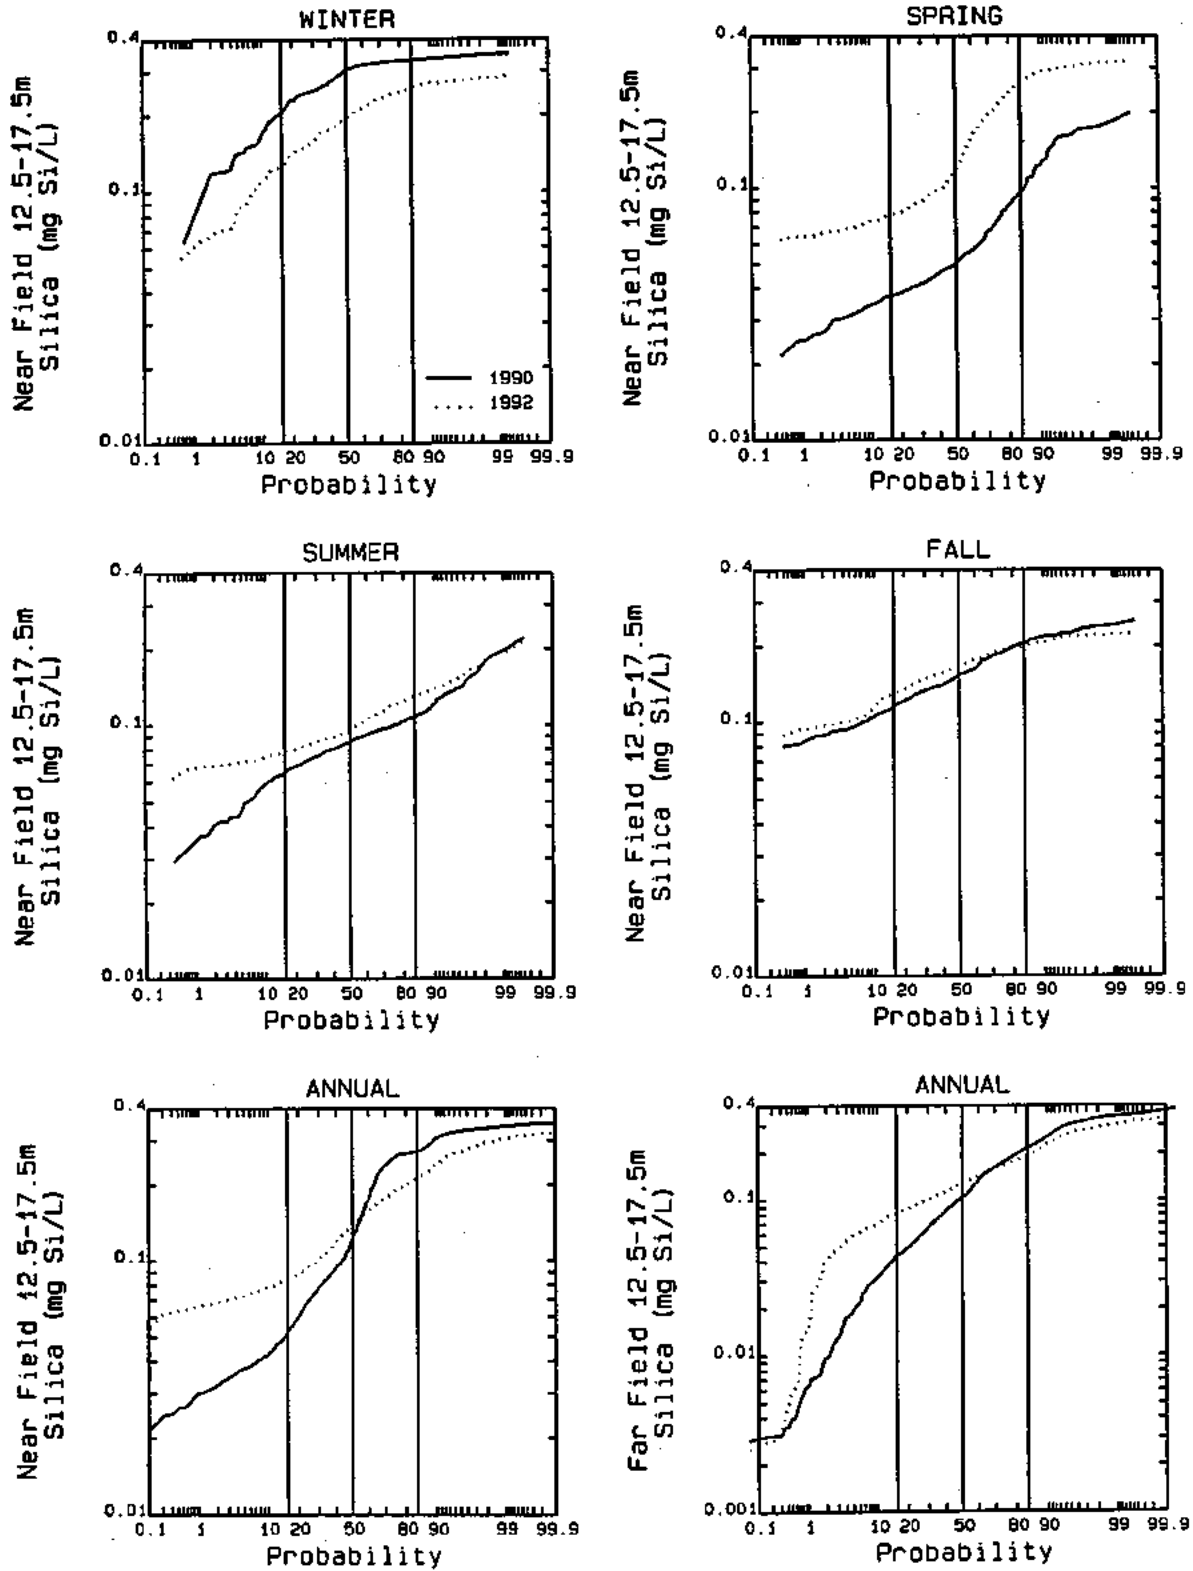 WINTER
0.4
0.1
0.01
Near Field 12.5-17.5m
Silica (mg Si/L)
1990
1992
0.1 1 10 20 50 80 90 99 99.9
Probability
SPRING
0.4
0.1
0.01
Near Field 12.5-17.5m
Silica (mg Si/L)
0.1 1 10 20 50 80 90 99 99.9
Probability
SUMMER
0.4
0.1
0.01
Near Field 12.5-17.5m
Silica (mg Si/L)
0.1 1 10 20 50 80 90 99 99.9
Probability
FALL
0.4
0.1
0.01
Near Field 12.5-17.5m
Silica (mg Si/L)
0.1 1 10 20 50 80 90 99 99.9
Probability
ANNUAL
0.4
0.1
0.01
Near Field 12.5-17.5m
Silica (mg Si/L)
0.1 1 10 20 50 80 90 99 99.9
Probability
ANNUAL
0.4
0.1
0.01
0.001
Far Field 12.5-17.5m
Silica (mg Si/L)
0.1 1 10 20 50 80 90 99 99.9
Probability